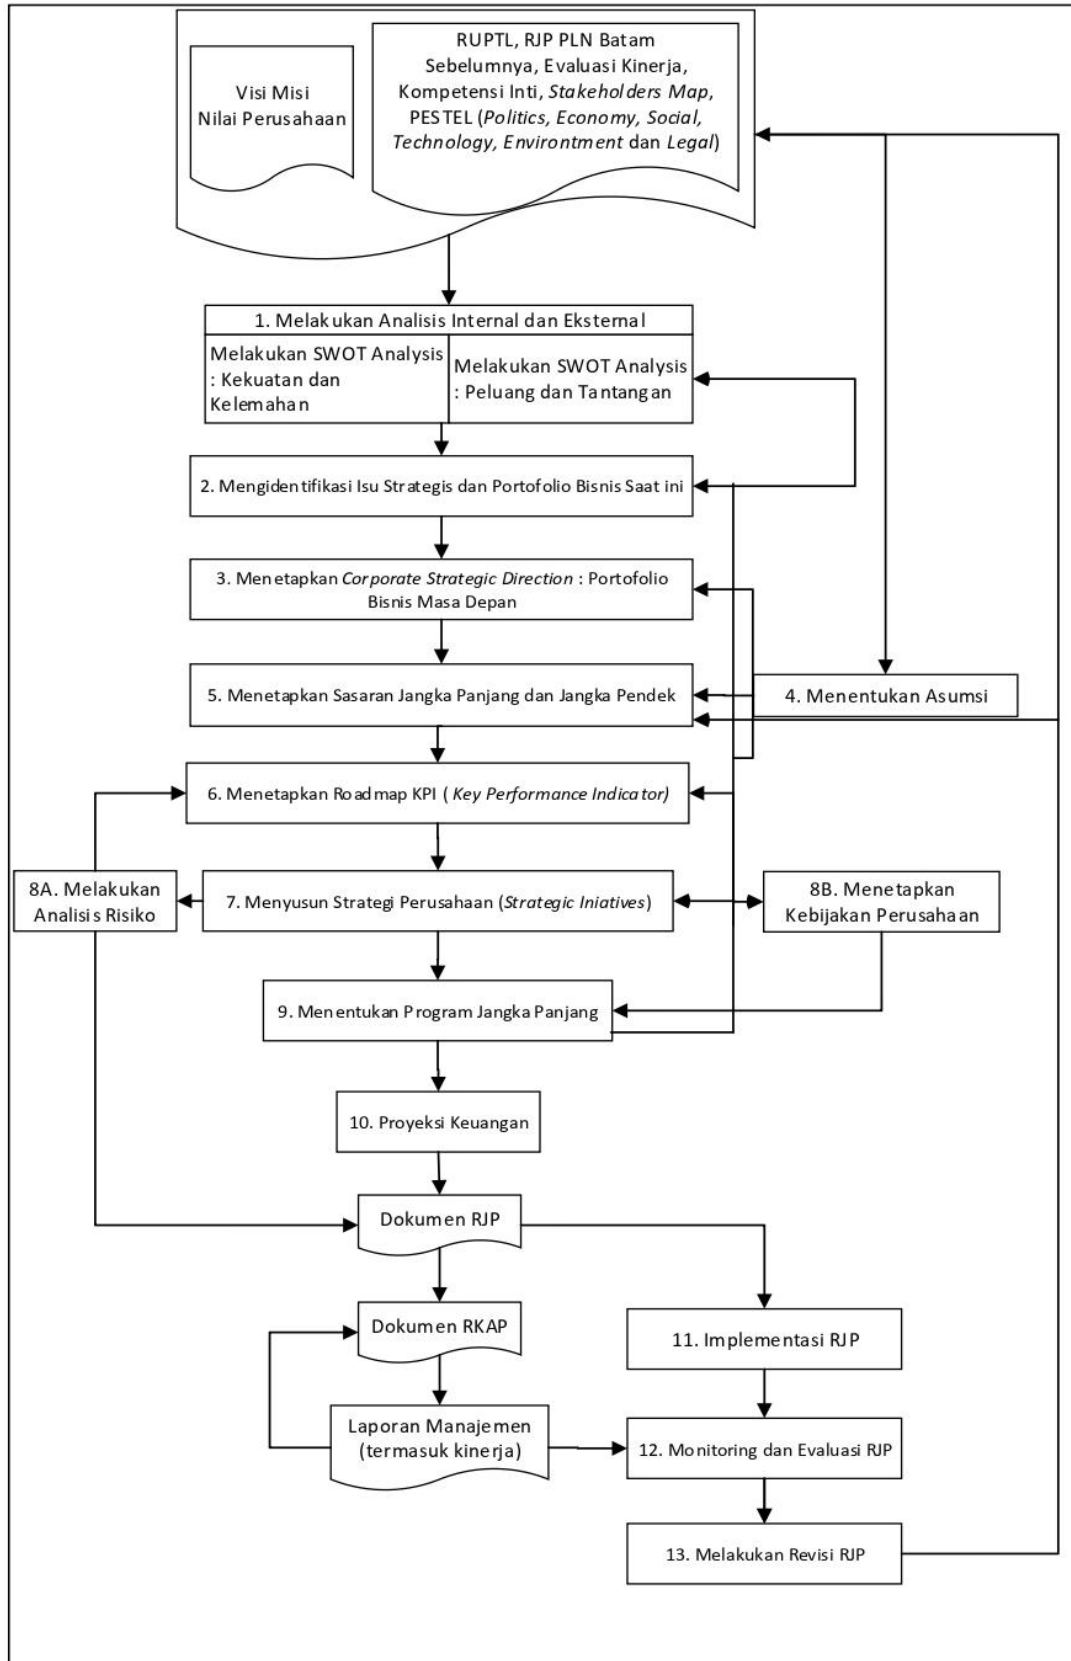 Visi Misi
Nilai Perusahaan
RUPTL, RJP PLN Batam
Sebelumnya, Evaluasi Kinerja,
Kompetensi Inti, Stakeholders Map,
PESTEL (Politics, Economy, Social,
Technology, Environtment dan Legal)
1. Melakukan Analisis Internal dan Eksternal
Melakukan SWOT Analysis
: Kekuatan dan
Kelemahan
Melakukan SWOT Analysis
: Peluang dan Tantangan
2. Mengidentifikasi Isu Strategis dan Portofolio Bisnis Saat ini
3. Menetapkan Corporate Strategic Direction : Portofolio
Bisnis Masa Depan
5. Menetapkan Sasaran Jangka Panjang dan Jangka Pendek
4. Menentukan Asumsi
6. Menetapkan Roadmap KPI ( Key Performance Indicator)
8A. Melakukan
Analisis Risiko
7. Menyusun Strategi Perusahaan (Strategic Iniatives)
8B. Menetapkan
Kebijakan Perusahaan
9. Menentukan Program Jangka Panjang
10. Proyeksi Keuangan
Dokumen RJP
Dokumen RKAP
11. Implementasi RJP
Laporan Manajemen
(termasuk kinerja)
12. Monitoring dan Evaluasi RJP
13. Melakukan Revisi RJP